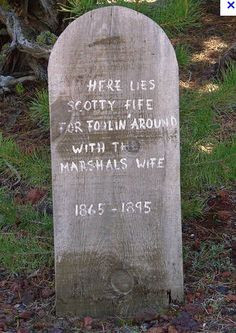 HERE LIES
SCOTTY FIFE
FOR FOOLIN AROUND
WITH THE
MARSHALS WIFE
1865-1895